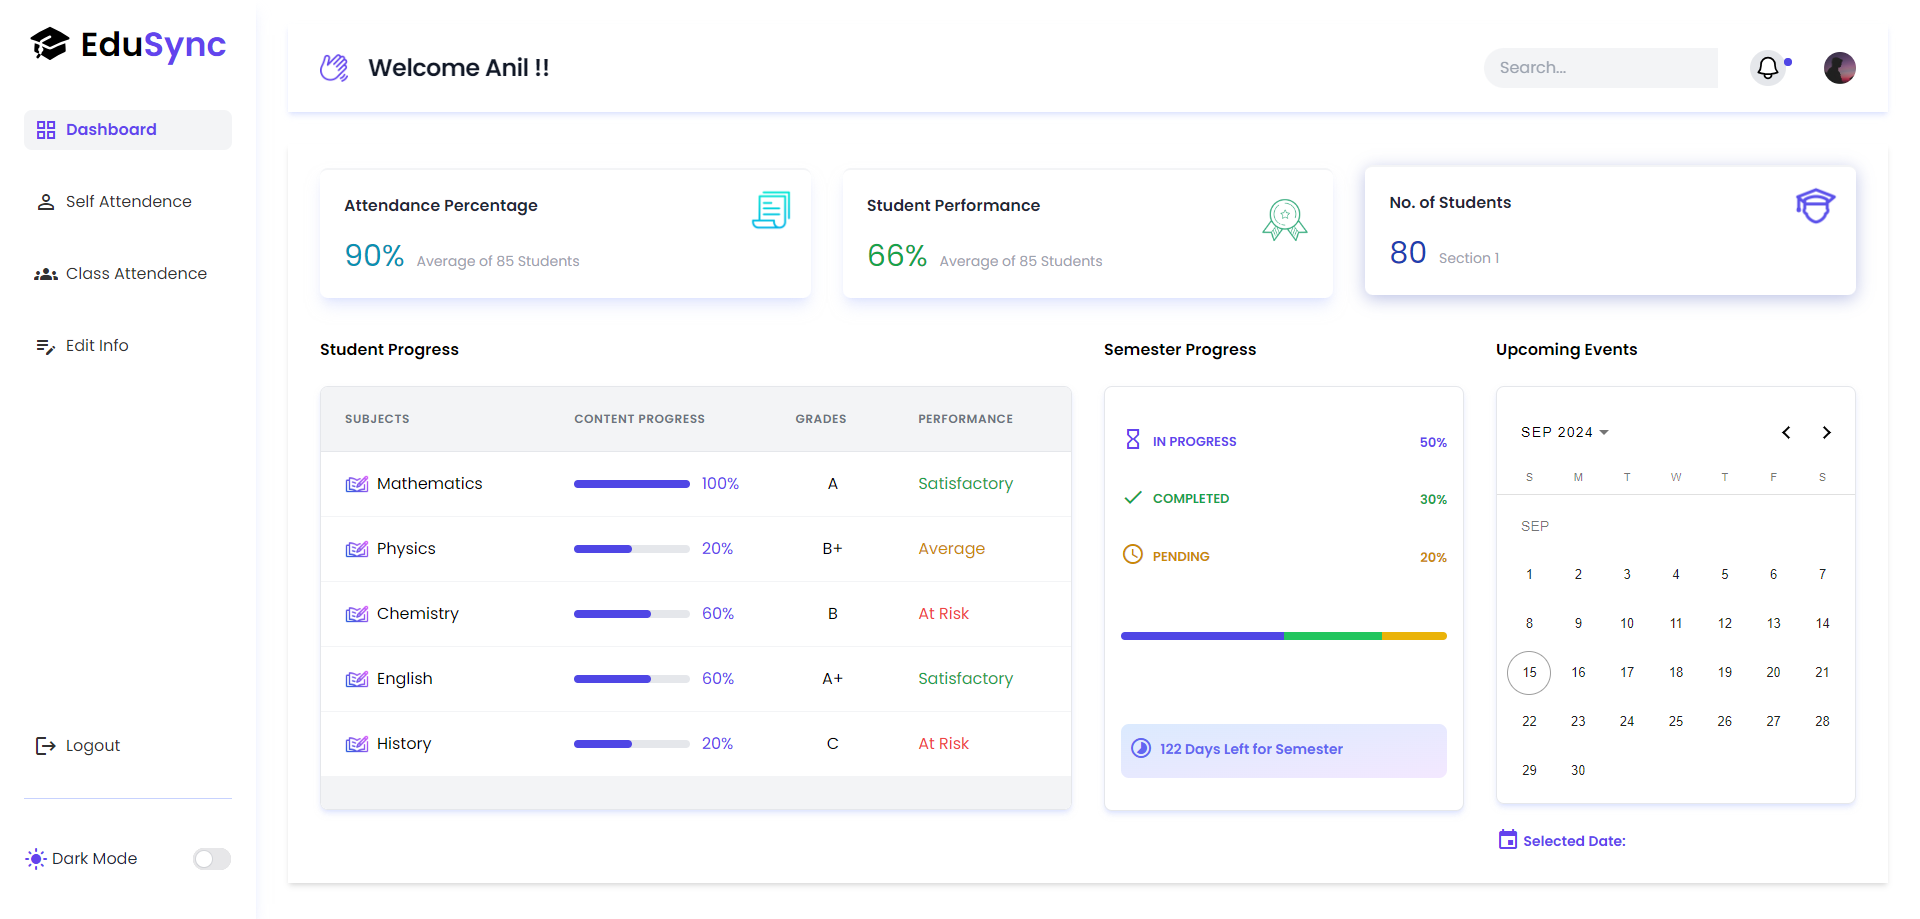 EduSync
Dashboard
Self Attendence
Class Attendence
Edit Info
Logout
Dark Mode
Welcome Anil !!
Search...
Attendance Percentage
90% Average of 85 Students
Student Performance
66% Average of 85 Students
No. of Students
80 Section 1
Student Progress
SUBJECTS CONTENT PROGRESS GRADES PERFORMANCE
Mathematics 100% A Satisfactory
Physics 20% B+ Average
Chemistry 60% B At Risk
English 60% A+ Satisfactory
History 20% C At Risk
Semester Progress
IN PROGRESS 50%
COMPLETED 30%
PENDING 20%
122 Days Left for Semester
Upcoming Events
SEP 2024
S M T W T F S
SEP
1 2 3 4 5 6 7
8 9 10 11 12 13 14
15 16 17 18 19 20 21
22 23 24 25 26 27 28
29 30
Selected Date: